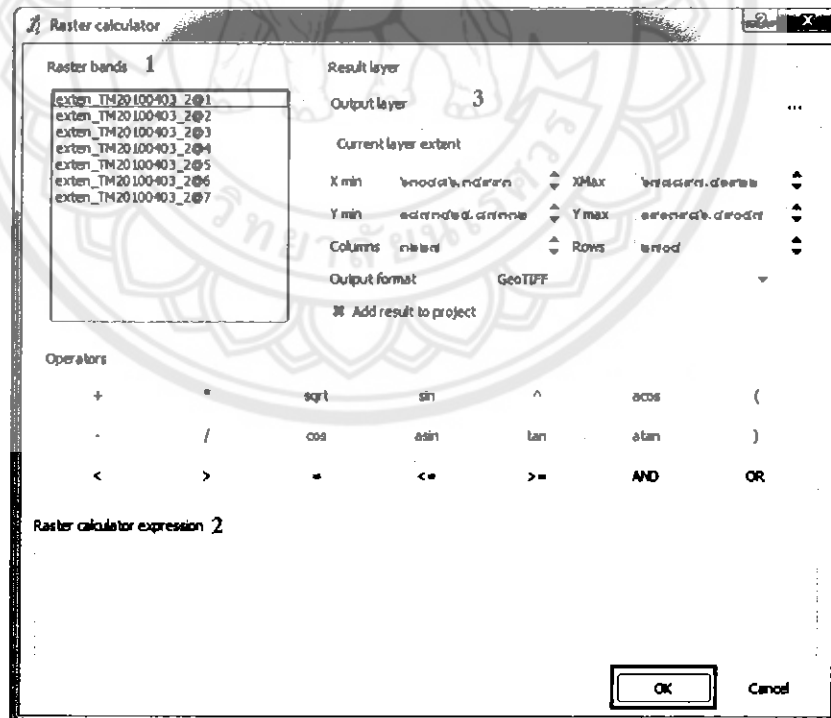 Raster calculator
Raster bands 1
exten_TM20100403_2@1
exten_TM20100403_2@2
exten_TM20100403_2@3
exten_TM20100403_2@4
exten_TM20100403_2@5
exten_TM20100403_2@6
exten_TM20100403_2@7
Result layer
Output layer 3 ...
Current layer extent
X min XMax
Y min Y max
Columns Rows
Output format GeoTIFF
Add result to project
Operators
+ * sqrt sin ^ acos (
- / cos asin tan atan )
< > = <= >= AND OR
Raster calculator expression 2
OK Cancel